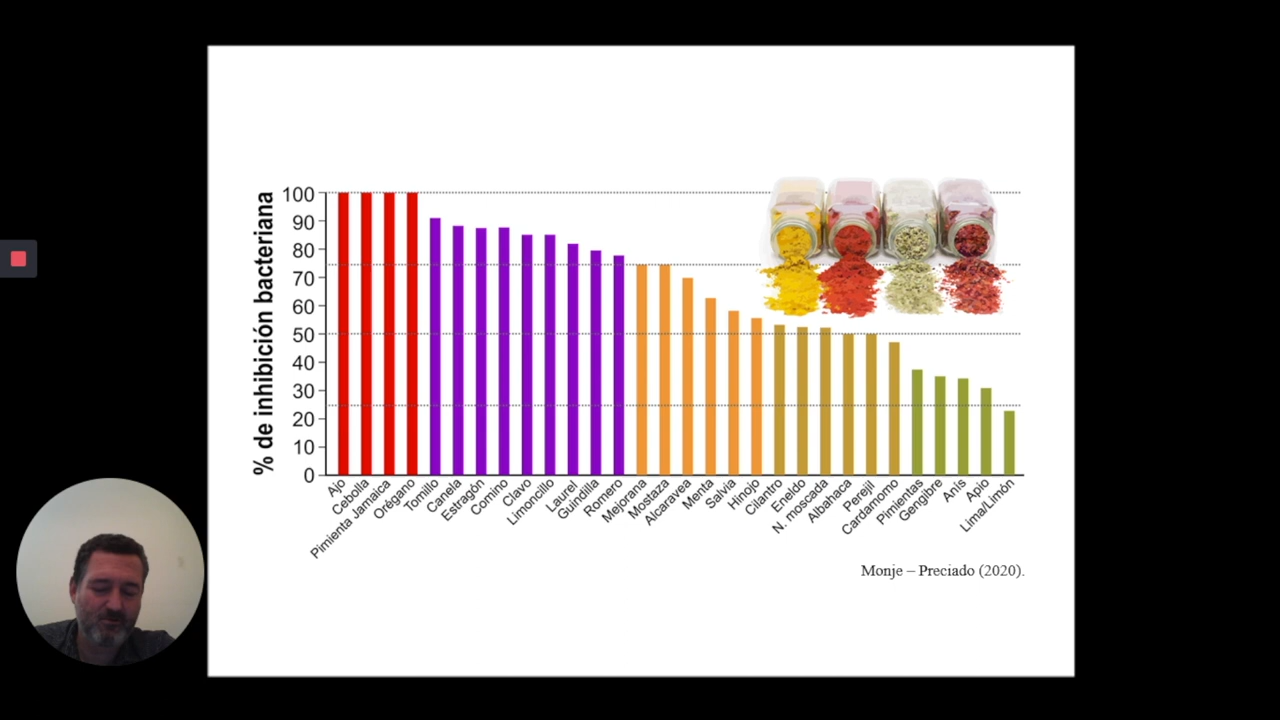 % de inhibición bacteriana
100
90
80
70
60
50
40
30
20
10
0
Ajo
Cebolla
Pimienta Jamaica
Orégano
Tomillo
Canela
Estragón
Comino
Clavo
Limoncillo
Laurel
Guindilla
Romero
Mejorana
Mostaza
Alcaravea
Menta
Salvia
Hinojo
Cilantro
Eneldo
N. moscada
Albahaca
Perejil
Cardamomo
Pimientas
Gengibre
Anís
Apio
Lima/Limón
Monje – Preciado (2020).